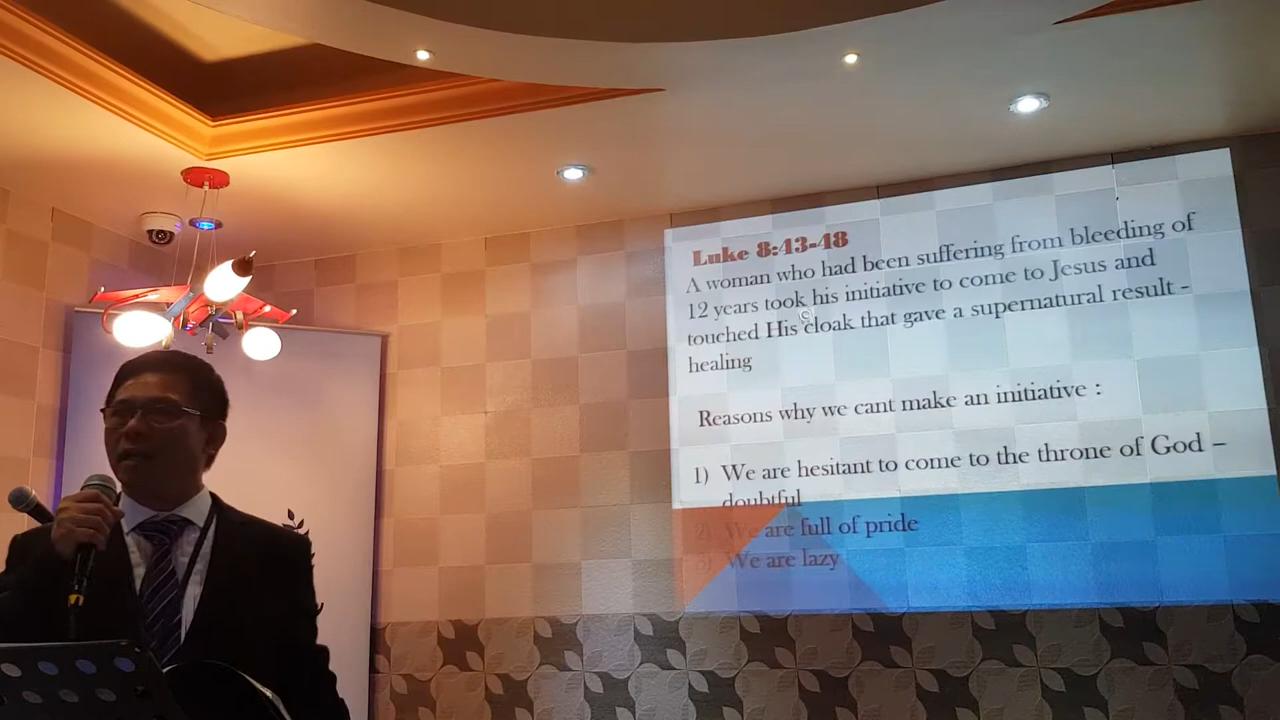 Luke 8:43-48
A woman who had been suffering from bleeding of
12 years took his initiative to come to Jesus and
touched His cloak that gave a supernatural result -
healing
Reasons why we cant make an initiative :
1) We are hesitant to come to the throne of God –
doubtful
2) We are full of pride
3) We are lazy